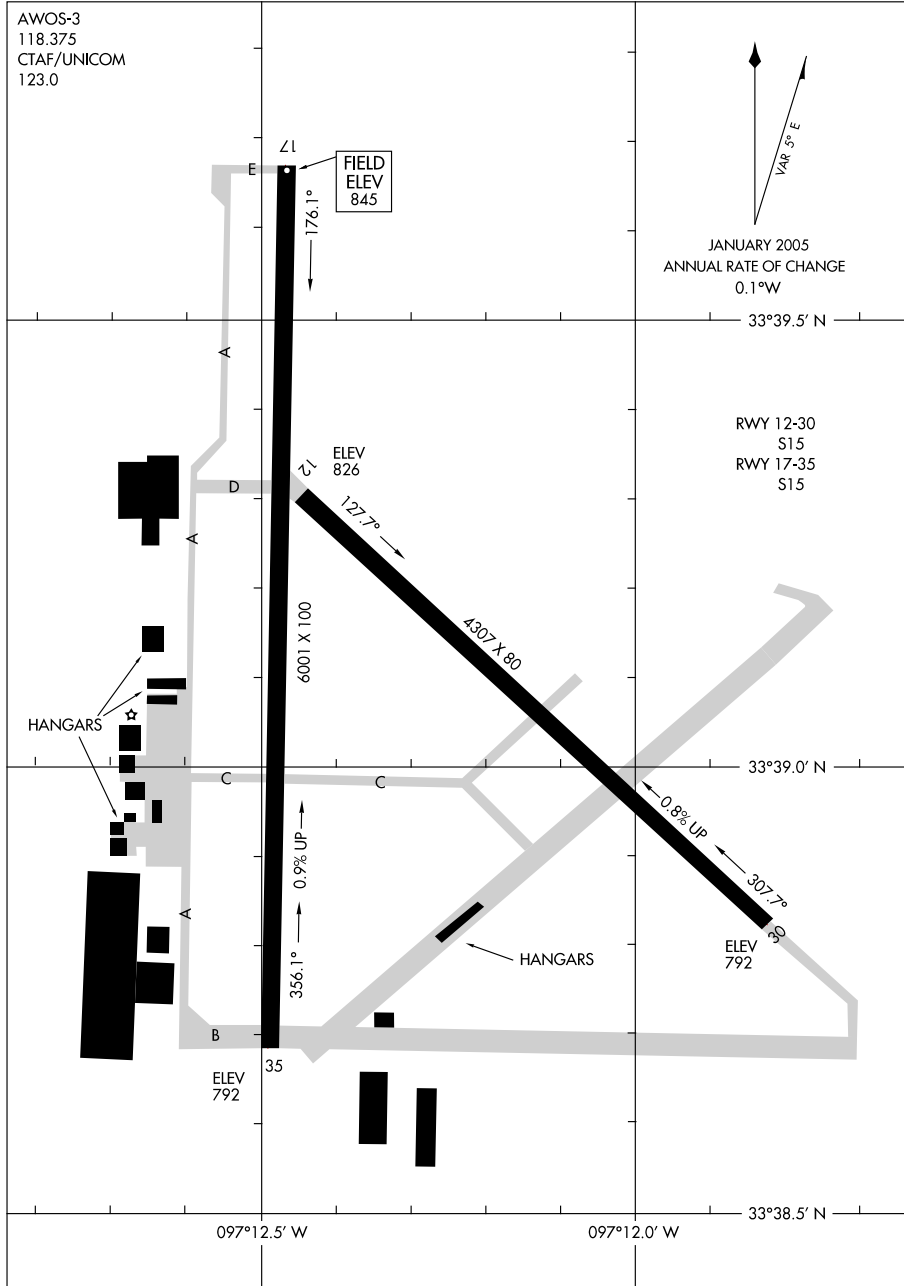 AWOS-3
118.375
CTAF/UNICOM
123.0
VAR 5° E
JANUARY 2005
ANNUAL RATE OF CHANGE
0.1°W
17
E
FIELD
ELEV
845
176.1°
33°39.5' N
A
RWY 12-30
S15
RWY 17-35
S15
ELEV
826
12
D
127.7°
A
6001 X 100
4307 X 80
HANGARS
33°39.0' N
C
C
0.9% UP
0.8% UP
307.7°
30
ELEV
792
A
356.1°
HANGARS
B
35
ELEV
792
33°38.5' N
097°12.5' W
097°12.0' W